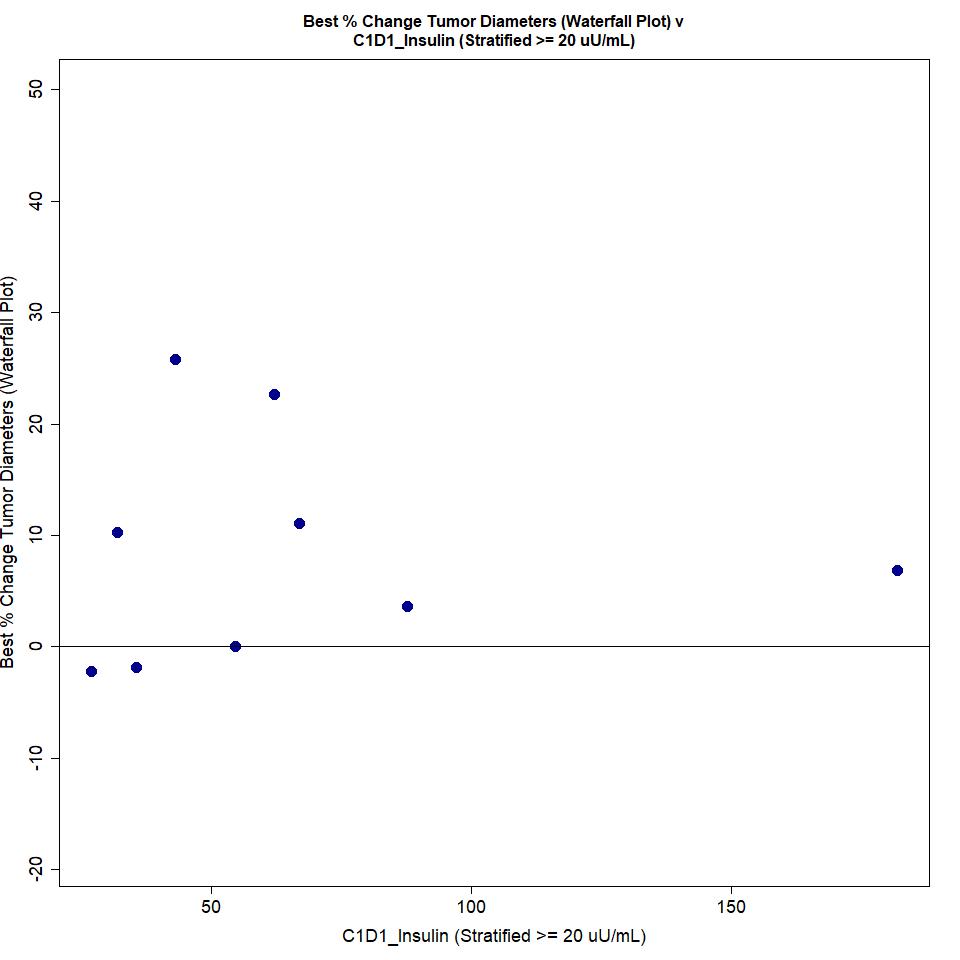 Best % Change Tumor Diameters (Waterfall Plot) v
C1D1_Insulin (Stratified >= 20 uU/mL)
Best % Change Tumor Diameters (Waterfall Plot)
50
40
30
20
10
0
-10
-20
50
100
150
C1D1_Insulin (Stratified >= 20 uU/mL)